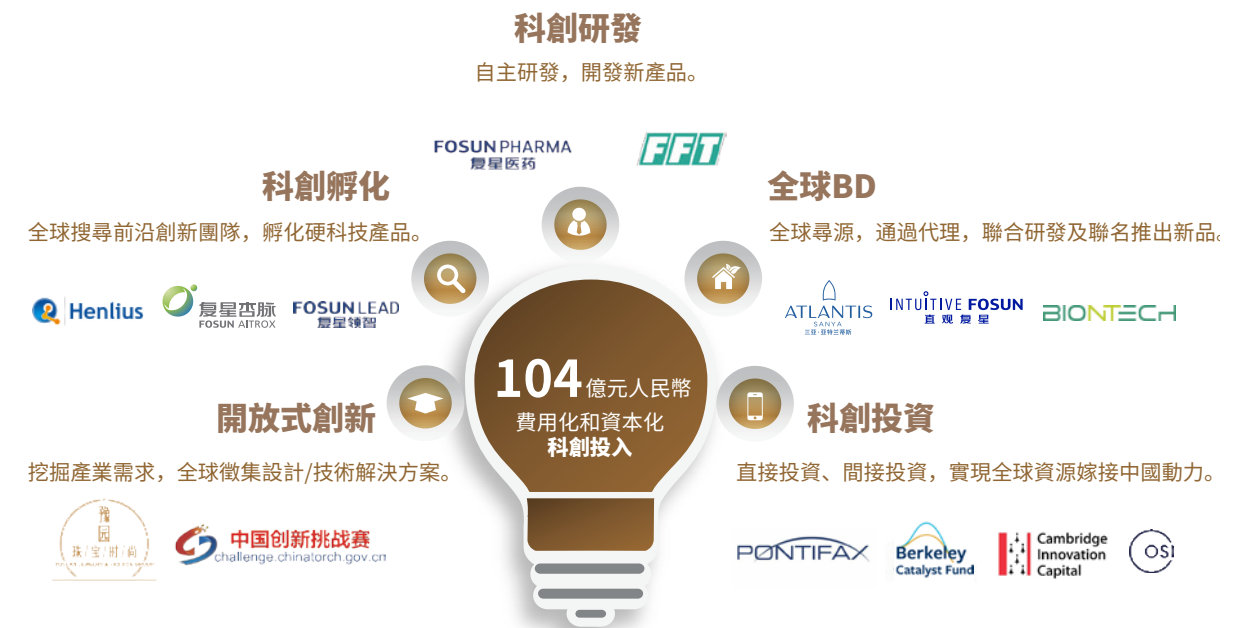 科創研發
自主研發，開發新產品。
FOSUN PHARMA
复星医药
FFT
科創孵化
全球搜尋前沿創新團隊，孵化硬科技產品。
Henlius
复星杏脉
FOSUN AITROX
FOSUN LEAD
复星领智
全球BD
全球尋源，通過代理，聯合研發及聯名推出新品。
ATLANTIS
SANYA
三亚·亚特兰蒂斯
INTUITIVE FOSUN
直观复星
BIONTECH
104億元人民幣
費用化和資本化
科創投入
開放式創新
挖掘產業需求，全球徵集設計/技術解決方案。
豫园
珠/宝/时/尚
中国创新挑战赛
challenge.chinatorch.gov.cn
科創投資
直接投資、間接投資，實現全球資源嫁接中國動力。
PONTIFAX
Berkeley
Catalyst Fund
Cambridge
Innovation
Capital
OSI